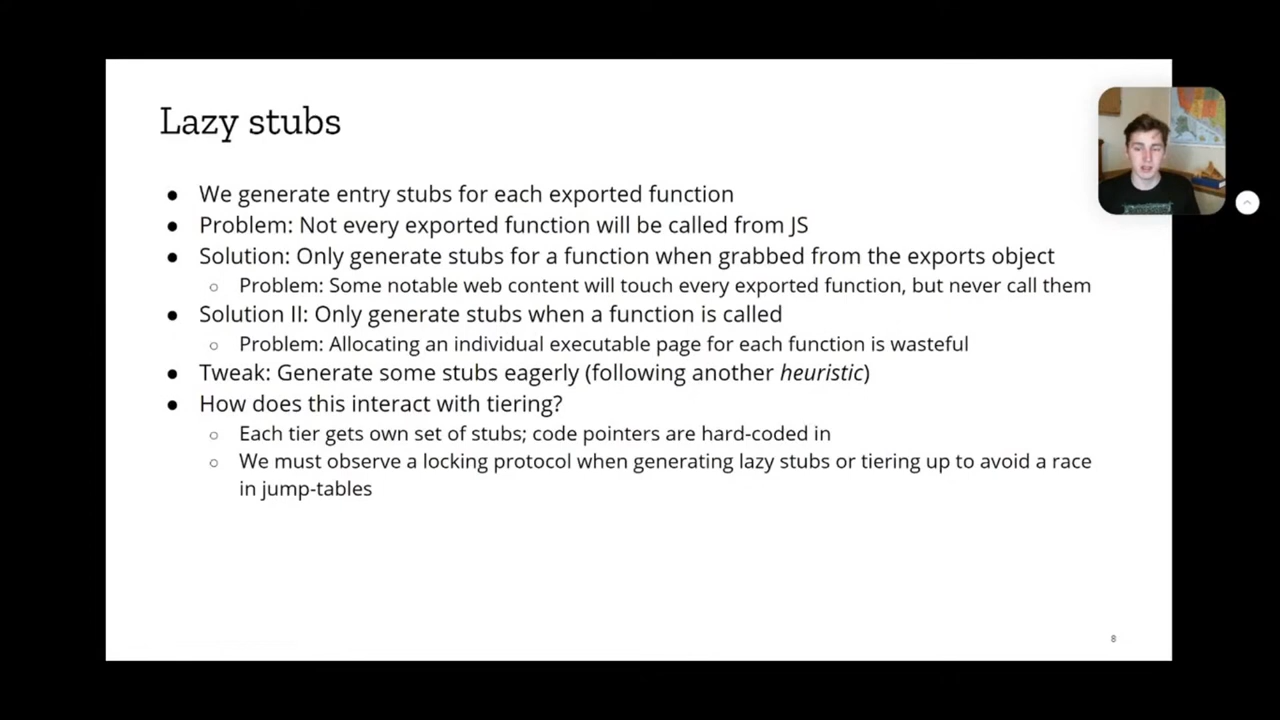 Lazy stubs
● We generate entry stubs for each exported function
● Problem: Not every exported function will be called from JS
● Solution: Only generate stubs for a function when grabbed from the exports object
○ Problem: Some notable web content will touch every exported function, but never call them
● Solution II: Only generate stubs when a function is called
○ Problem: Allocating an individual executable page for each function is wasteful
● Tweak: Generate some stubs eagerly (following another heuristic)
● How does this interact with tiering?
○ Each tier gets own set of stubs; code pointers are hard-coded in
○ We must observe a locking protocol when generating lazy stubs or tiering up to avoid a race
in jump-tables
8